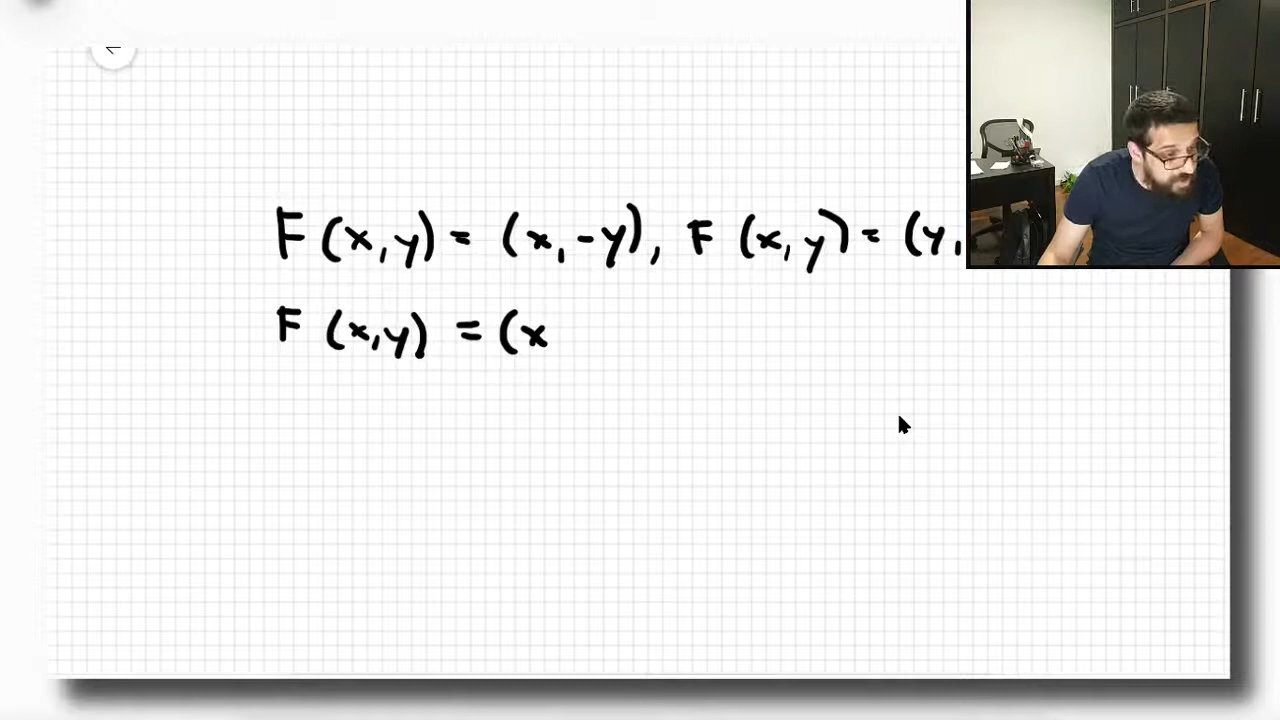 F (x,y) = (x,-y), F (x,y) = (y,
F (x,y) = (x